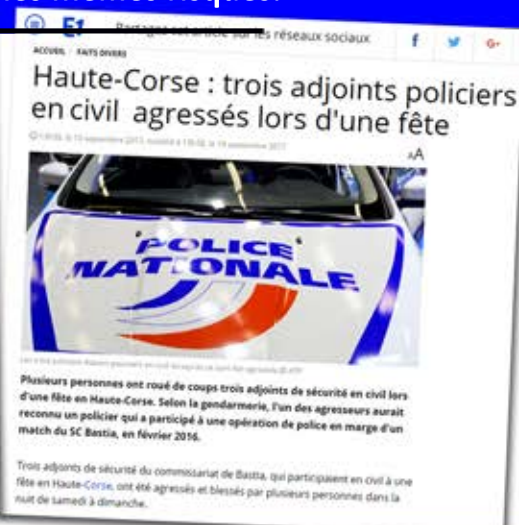 les mêmes risques.
E1 Partagez cet article sur les réseaux sociaux f G+
ACCUEIL FAITS DIVERS
Haute-Corse : trois adjoints policiers
en civil agressés lors d'une fête
AA
POLICE
NATIONALE
Plusieurs personnes ont roué de coups trois adjoints de sécurité en civil lors
d'une fête en Haute-Corse. Selon la gendarmerie, l'un des agresseurs aurait
reconnu un policier qui a participé à une opération de police en marge d'un
match du SC Bastia, en février 2016.
Trois adjoints de sécurité du commissariat de Bastia, qui participaient en civil à une
fête en Haute-Corse, ont été agressés et blessés par plusieurs personnes dans la
nuit de samedi à dimanche.